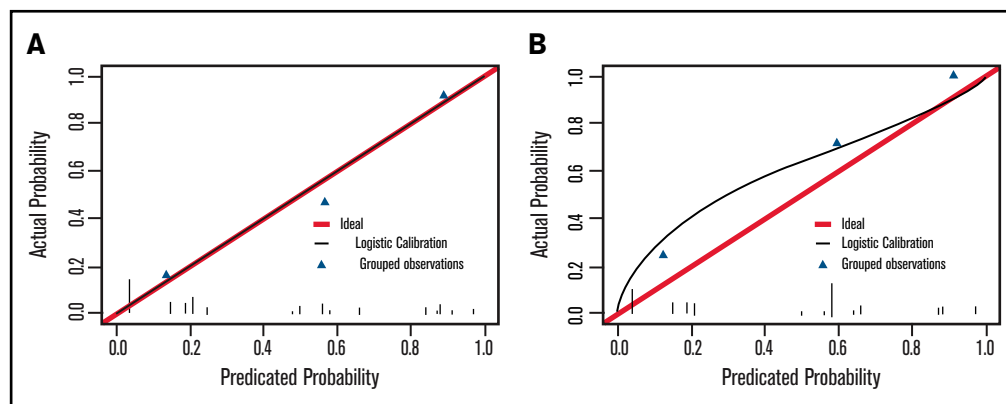 A
B
Actual Probability
1.0
0.8
0.6
0.4
0.2
0.0
Ideal
Logistic Calibration
Grouped observations
0.0 0.2 0.4 0.6 0.8 1.0
Predicated Probability
Actual Probability
1.0
0.8
0.6
0.4
0.2
0.0
Ideal
Logistic Calibration
Grouped observations
0.0 0.2 0.4 0.6 0.8 1.0
Predicated Probability